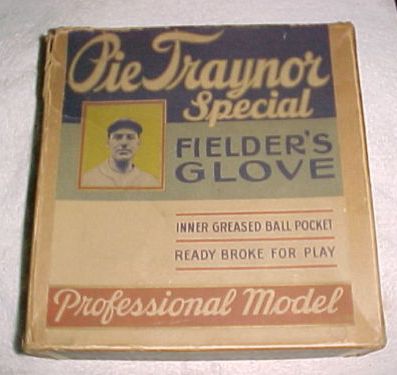 Pie Traynor
Special
FIELDER'S
GLOVE
INNER GREASED BALL POCKET
READY BROKE FOR PLAY
Professional Model